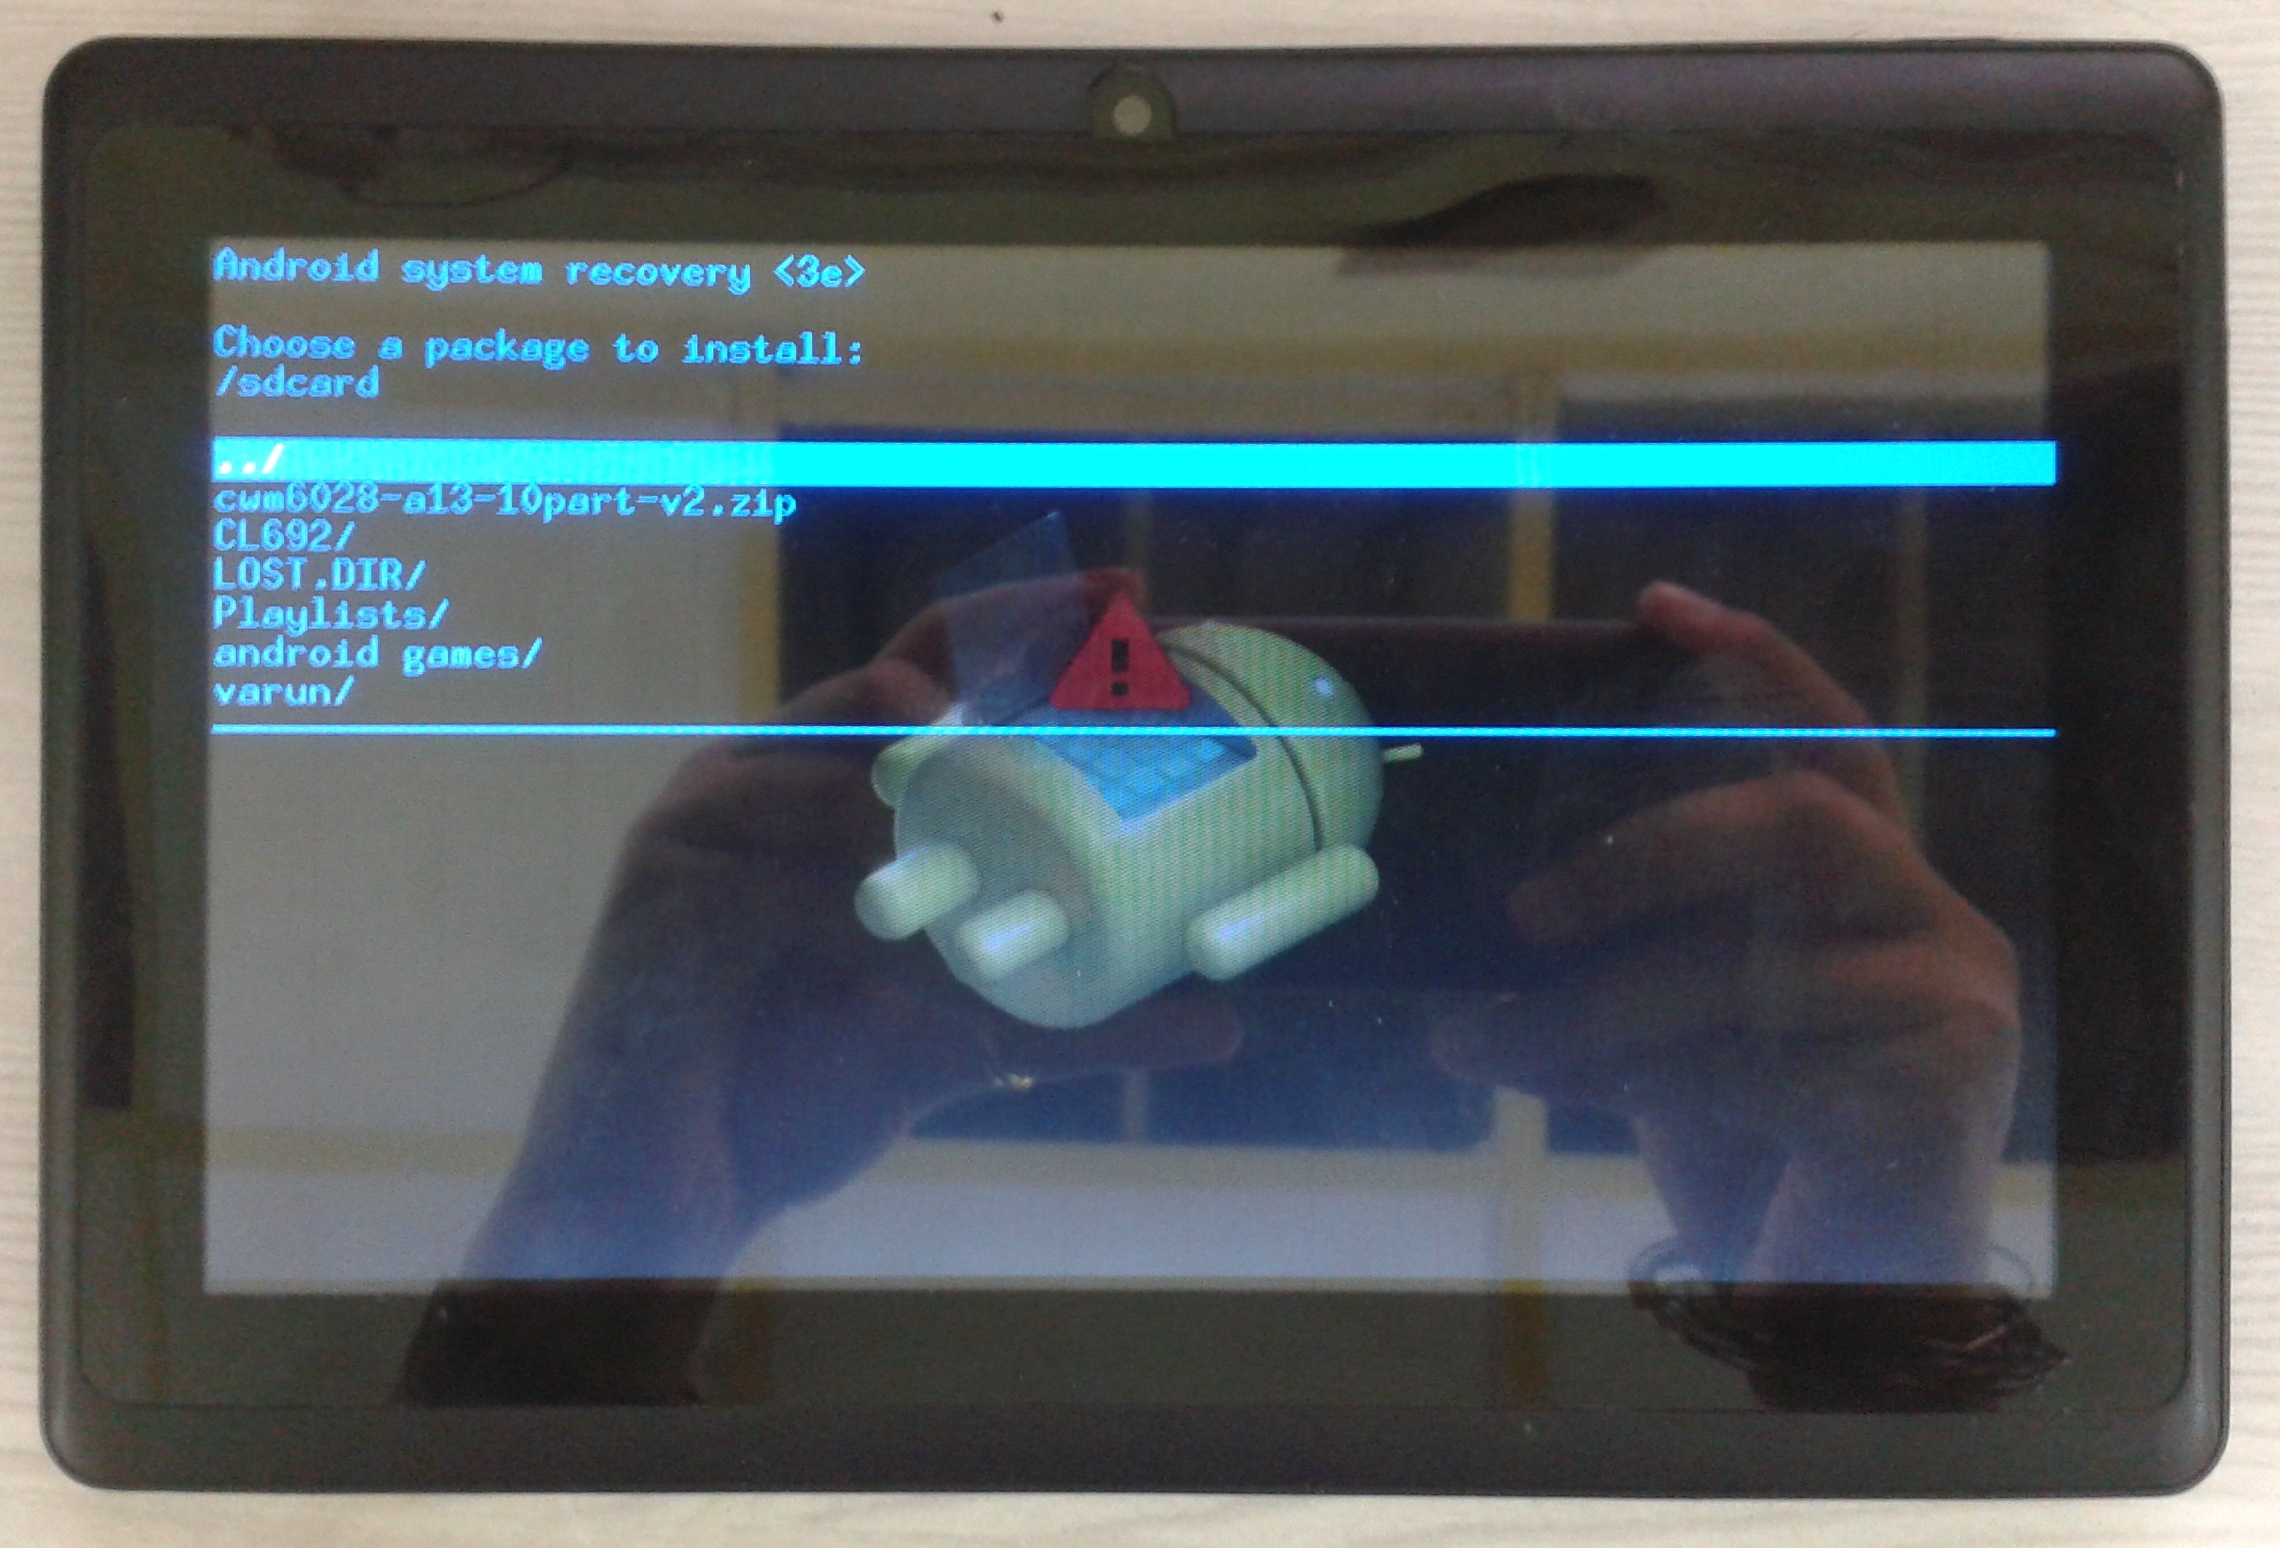 Android system recovery <3e>
Choose a package to install:
/sdcard
../
cwm6028-a13-10part-v2.zip
CL692/
LOST.DIR/
Playlists/
android games/
varun/
!